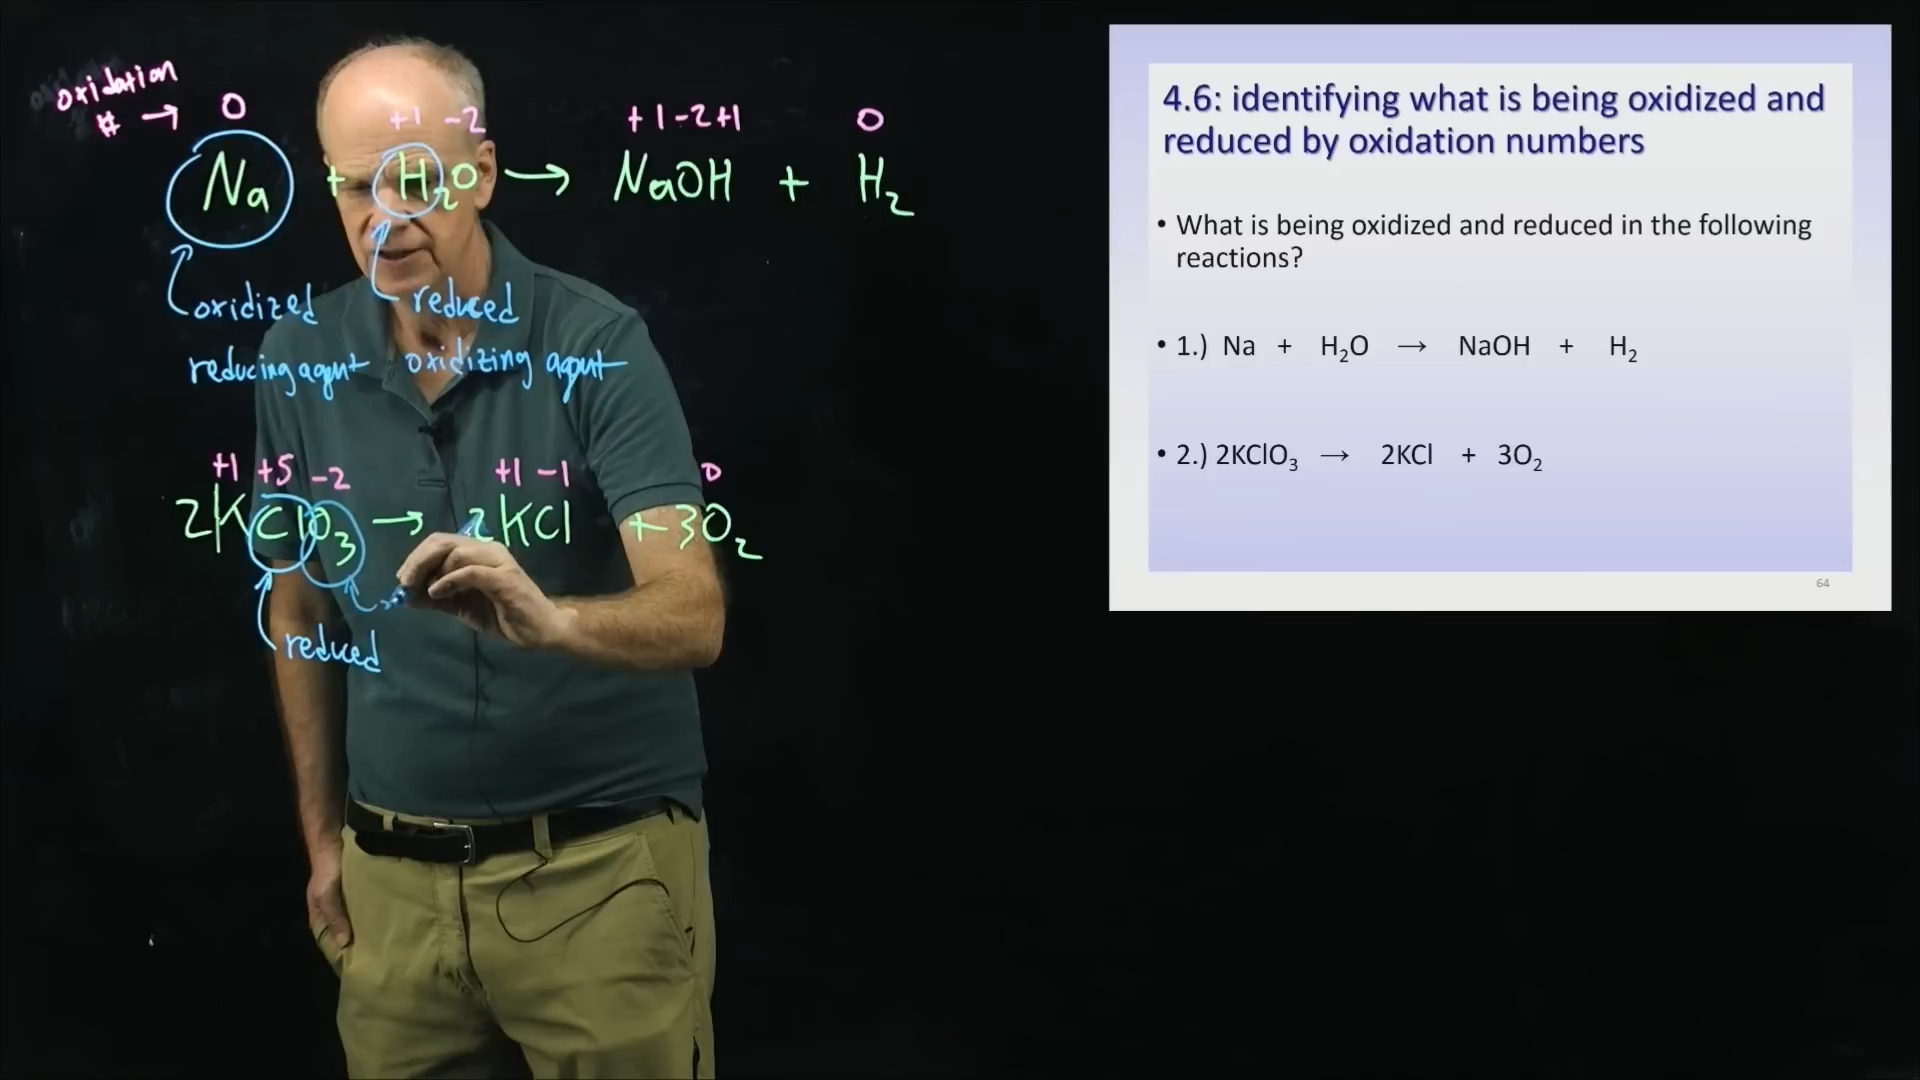 oxidation
# → 0 +1 -2 +1 -2 +1 0
Na + H₂O → NaOH + H₂
oxidized reduced
reducing agent oxidizing agent
+1 +5 -2 +1 -1 0
2KClO₃ → 2KCl + 3O₂
reduced
4.6: identifying what is being oxidized and
reduced by oxidation numbers
• What is being oxidized and reduced in the following
reactions?
• 1.) Na + H₂O → NaOH + H₂
• 2.) 2KClO₃ → 2KCl + 3O₂
64